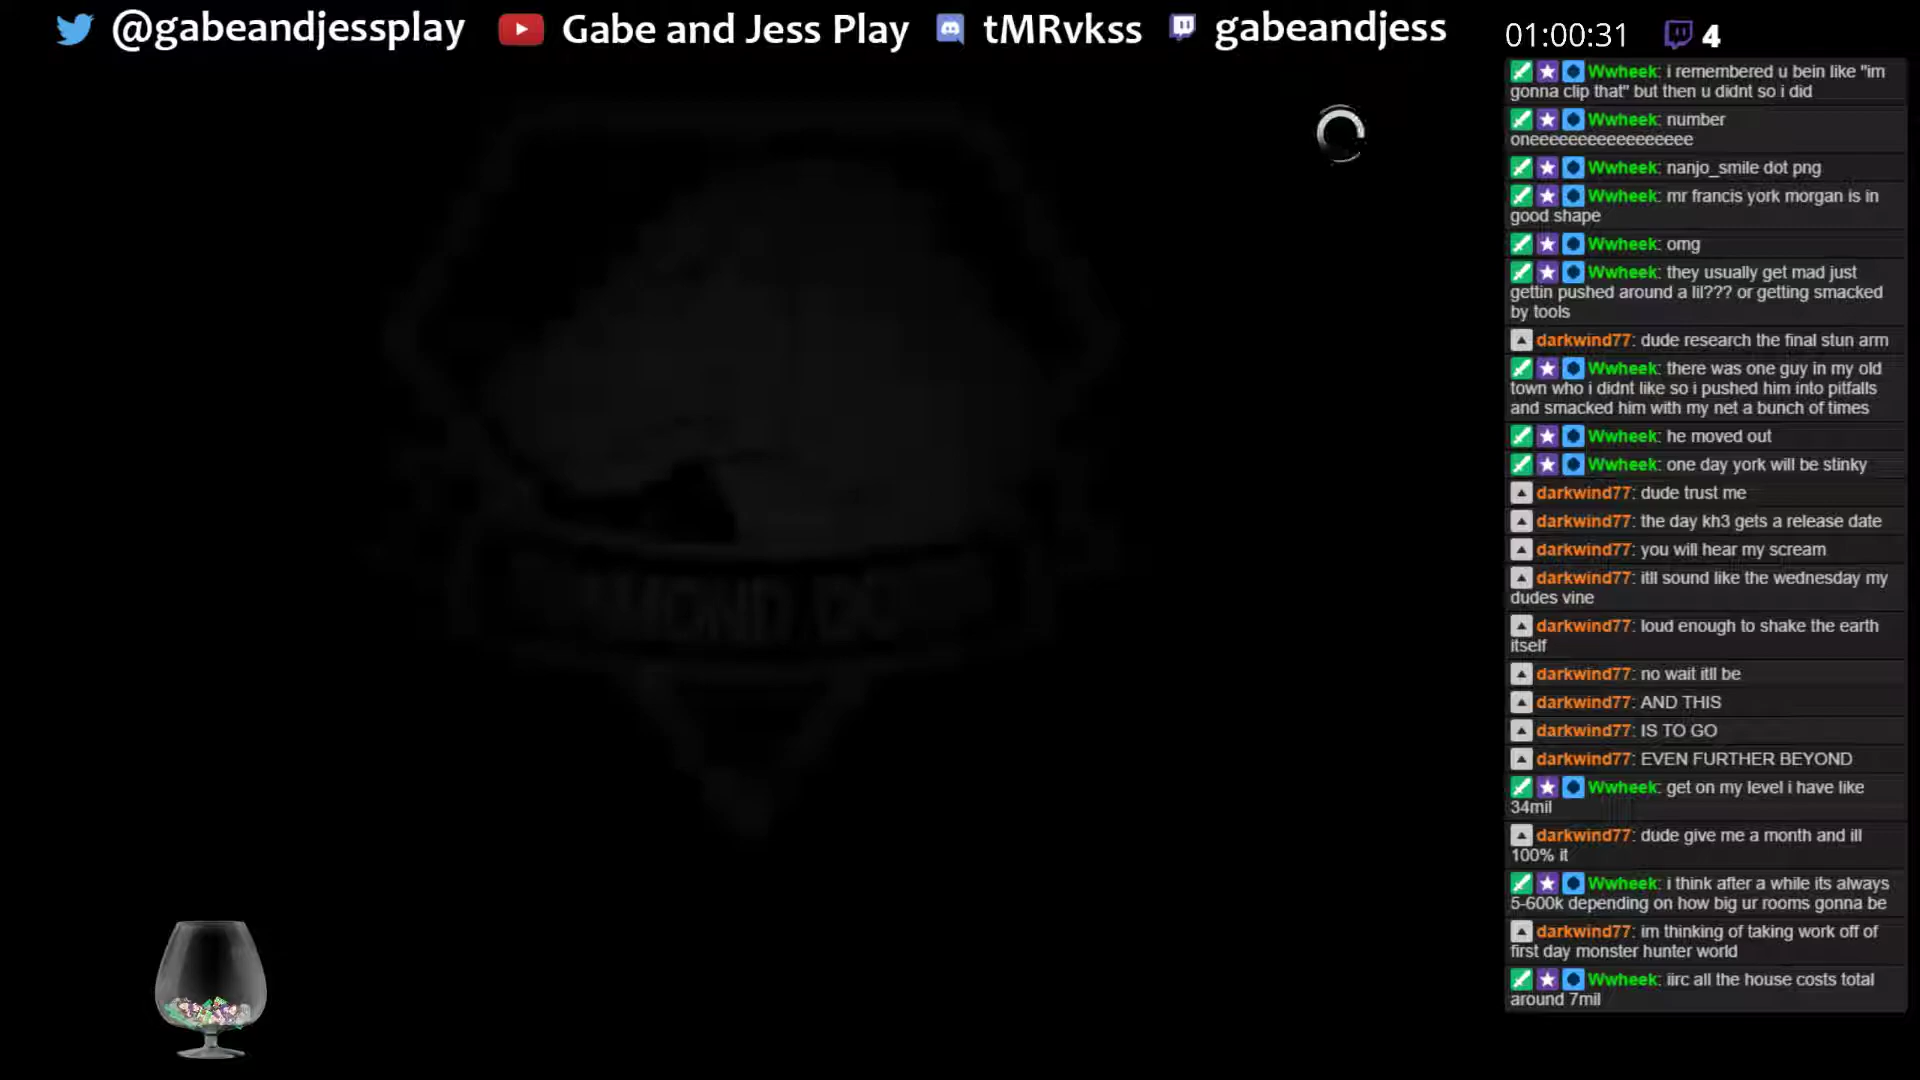 @gabeandjessplay Gabe and Jess Play tMRvkss gabeandjess 01:00:31 4
Wwheek: i remembered u bein like "im
gonna clip that" but then u didnt so i did
Wwheek: number
oneeeeeeeeeeeeeeeee
Wwheek: nanjo_smile dot png
Wwheek: mr francis york morgan is in
good shape
Wwheek: omg
Wwheek: they usually get mad just
gettin pushed around a lil??? or getting smacked
by tools
darkwind77: dude research the final stun arm
Wwheek: there was one guy in my old
town who i didnt like so i pushed him into pitfalls
and smacked him with my net a bunch of times
Wwheek: he moved out
Wwheek: one day york will be stinky
darkwind77: dude trust me
darkwind77: the day kh3 gets a release date
darkwind77: you will hear my scream
darkwind77: itll sound like the wednesday my
dudes vine
darkwind77: loud enough to shake the earth
itself
darkwind77: no wait itll be
darkwind77: AND THIS
darkwind77: IS TO GO
darkwind77: EVEN FURTHER BEYOND
Wwheek: get on my level i have like
34mil
darkwind77: dude give me a month and ill
100% it
Wwheek: i think after a while its always
5-600k depending on how big ur rooms gonna be
darkwind77: im thinking of taking work off of
first day monster hunter world
Wwheek: iirc all the house costs total
around 7mil